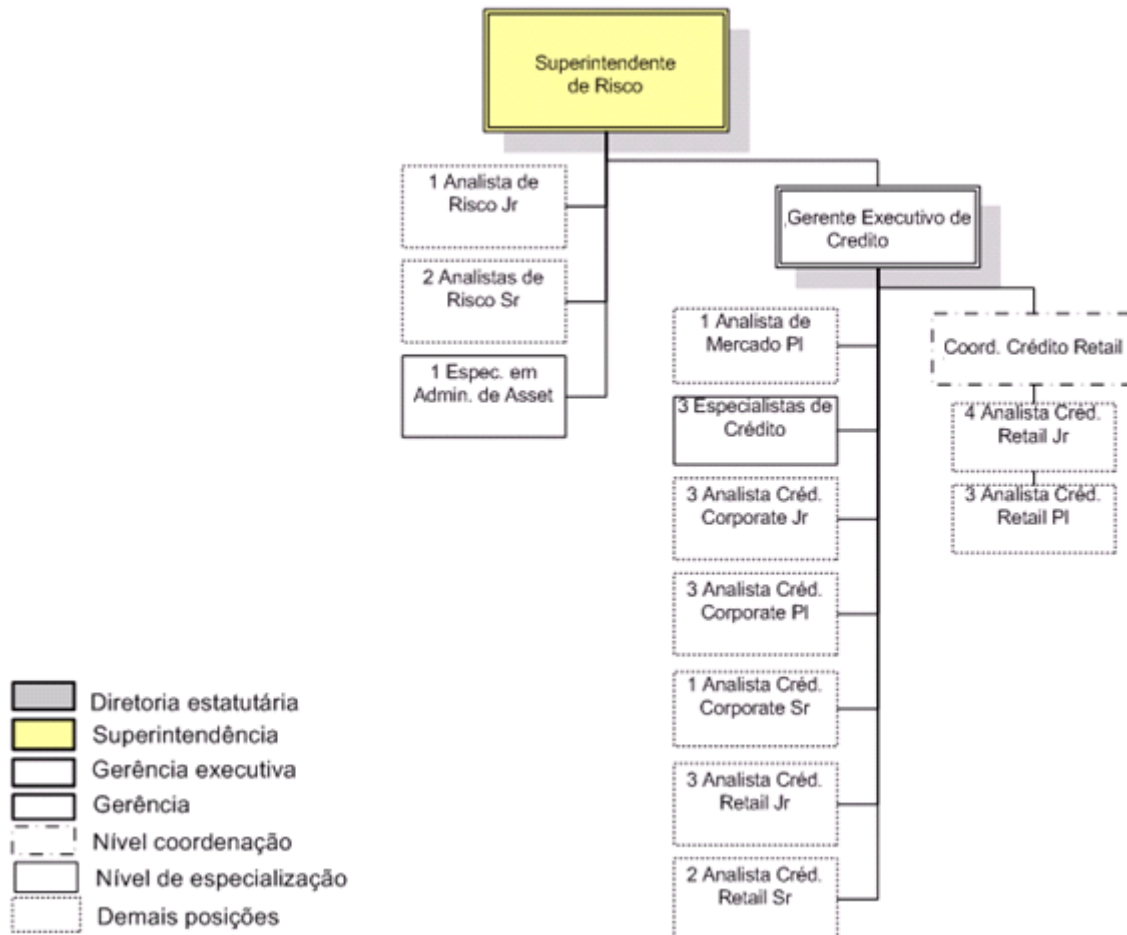 Superintendente
de Risco
1 Analista de
Risco Jr
2 Analistas de
Risco Sr
1 Espec. em
Admin. de Asset
Gerente Executivo de
Credito
1 Analista de
Mercado Pl
3 Especialistas de
Crédito
3 Analista Créd.
Corporate Jr
3 Analista Créd.
Corporate Pl
1 Analista Créd.
Corporate Sr
3 Analista Créd.
Retail Jr
2 Analista Créd.
Retail Sr
Coord. Crédito Retail
4 Analista Créd.
Retail Jr
3 Analista Créd.
Retail Pl
Diretoria estatutária
Superintendência
Gerência executiva
Gerência
Nível coordenação
Nível de especialização
Demais posições